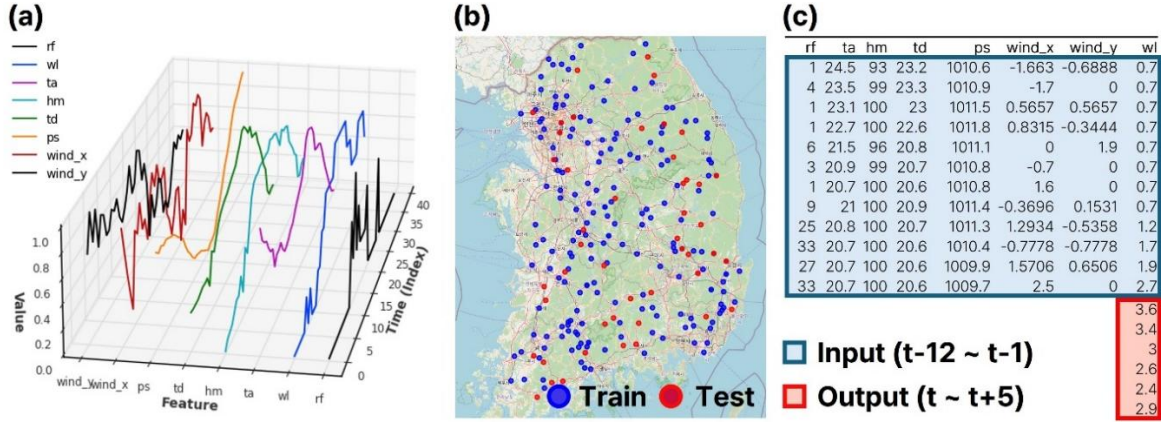 (a)
rf
wl
ta
hm
td
ps
wind_x
wind_y
1.0
0.8
0.6
0.4
0.2
0.0
Value
wind_y
wind_x
ps
td
hm
ta
wl
rf
Feature
0
5
10
15
20
25
30
35
40
Time (Index)
(b)
Train
Test
(c)
rf ta hm td ps wind_x wind_y wl
1 24.5 93 23.2 1010.6 -1.663 -0.6888 0.7
4 23.5 99 23.3 1010.9 -1.7 0 0.7
1 23.1 100 23 1011.5 0.5657 0.5657 0.7
1 22.7 100 22.6 1011.8 0.8315 -0.3444 0.7
6 21.5 96 20.8 1011.1 0 1.9 0.7
3 20.9 99 20.7 1010.8 -0.7 0 0.7
1 20.7 100 20.6 1010.8 1.6 0 0.7
9 21 100 20.9 1011.4 -0.3696 0.1531 0.7
25 20.8 100 20.7 1011.3 1.2934 -0.5358 1.2
33 20.7 100 20.6 1010.4 -0.7778 -0.7778 1.7
27 20.7 100 20.6 1009.9 1.5706 0.6506 1.9
33 20.7 100 20.6 1009.7 2.5 0 2.7
3.6
3.4
3
2.6
2.4
2.9
Input (t-12 ~ t-1)
Output (t ~ t+5)